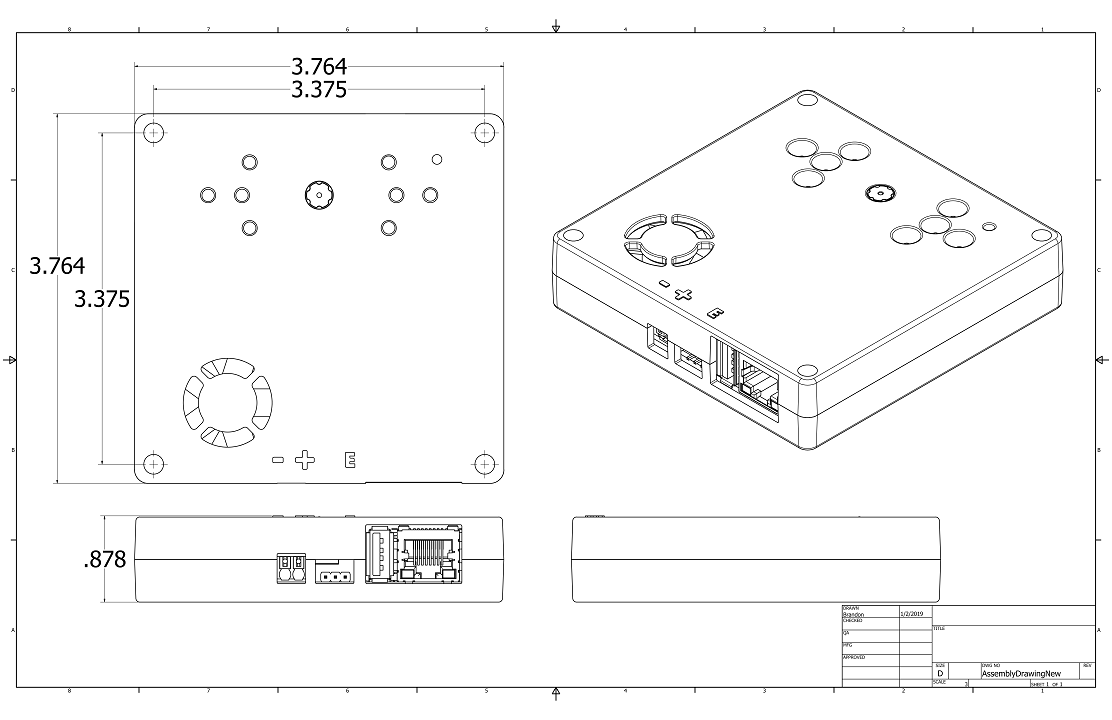 8 7 6 5 4 3 2 1
3.764
3.375
D D
3.764
C C
3.375
B B
- + E
- + E
.878
A A
DRAWN
Brandon 1/2/2019
CHECKED
QA
MFG
APPROVED
TITLE
SIZE
D
DWG NO
AssemblyDrawingNew
REV
SCALE
SHEET 1 OF 1
8 7 6 5 4 3 2 1